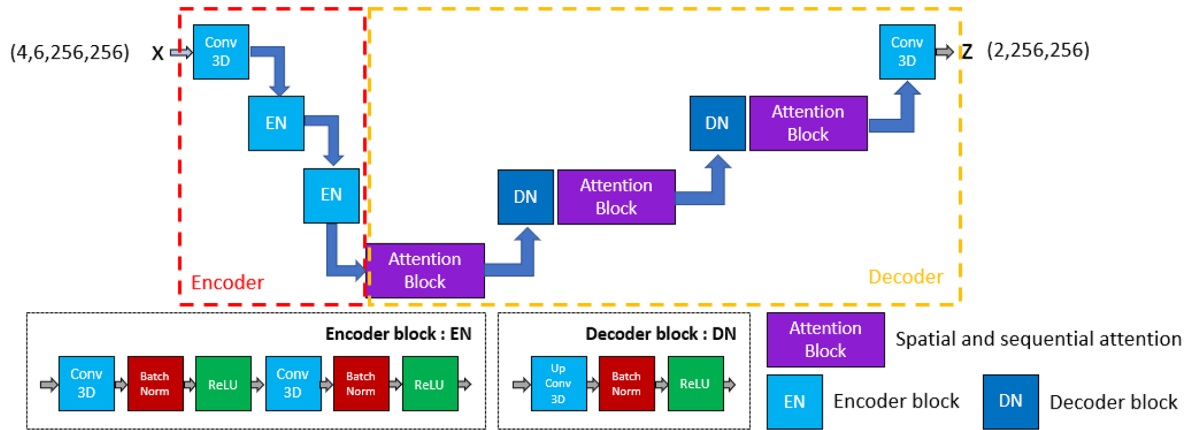 (4,6,256,256) X
Conv
3D
EN
EN
Encoder
Attention
Block
DN
Attention
Block
DN
Attention
Block
Conv
3D
Z (2,256,256)
Decoder
Encoder block : EN
Conv
3D
Batch
Norm
ReLU
Conv
3D
Batch
Norm
ReLU
Decoder block : DN
Up
Conv
3D
Batch
Norm
ReLU
Attention
Block
Spatial and sequential attention
EN
Encoder block
DN
Decoder block